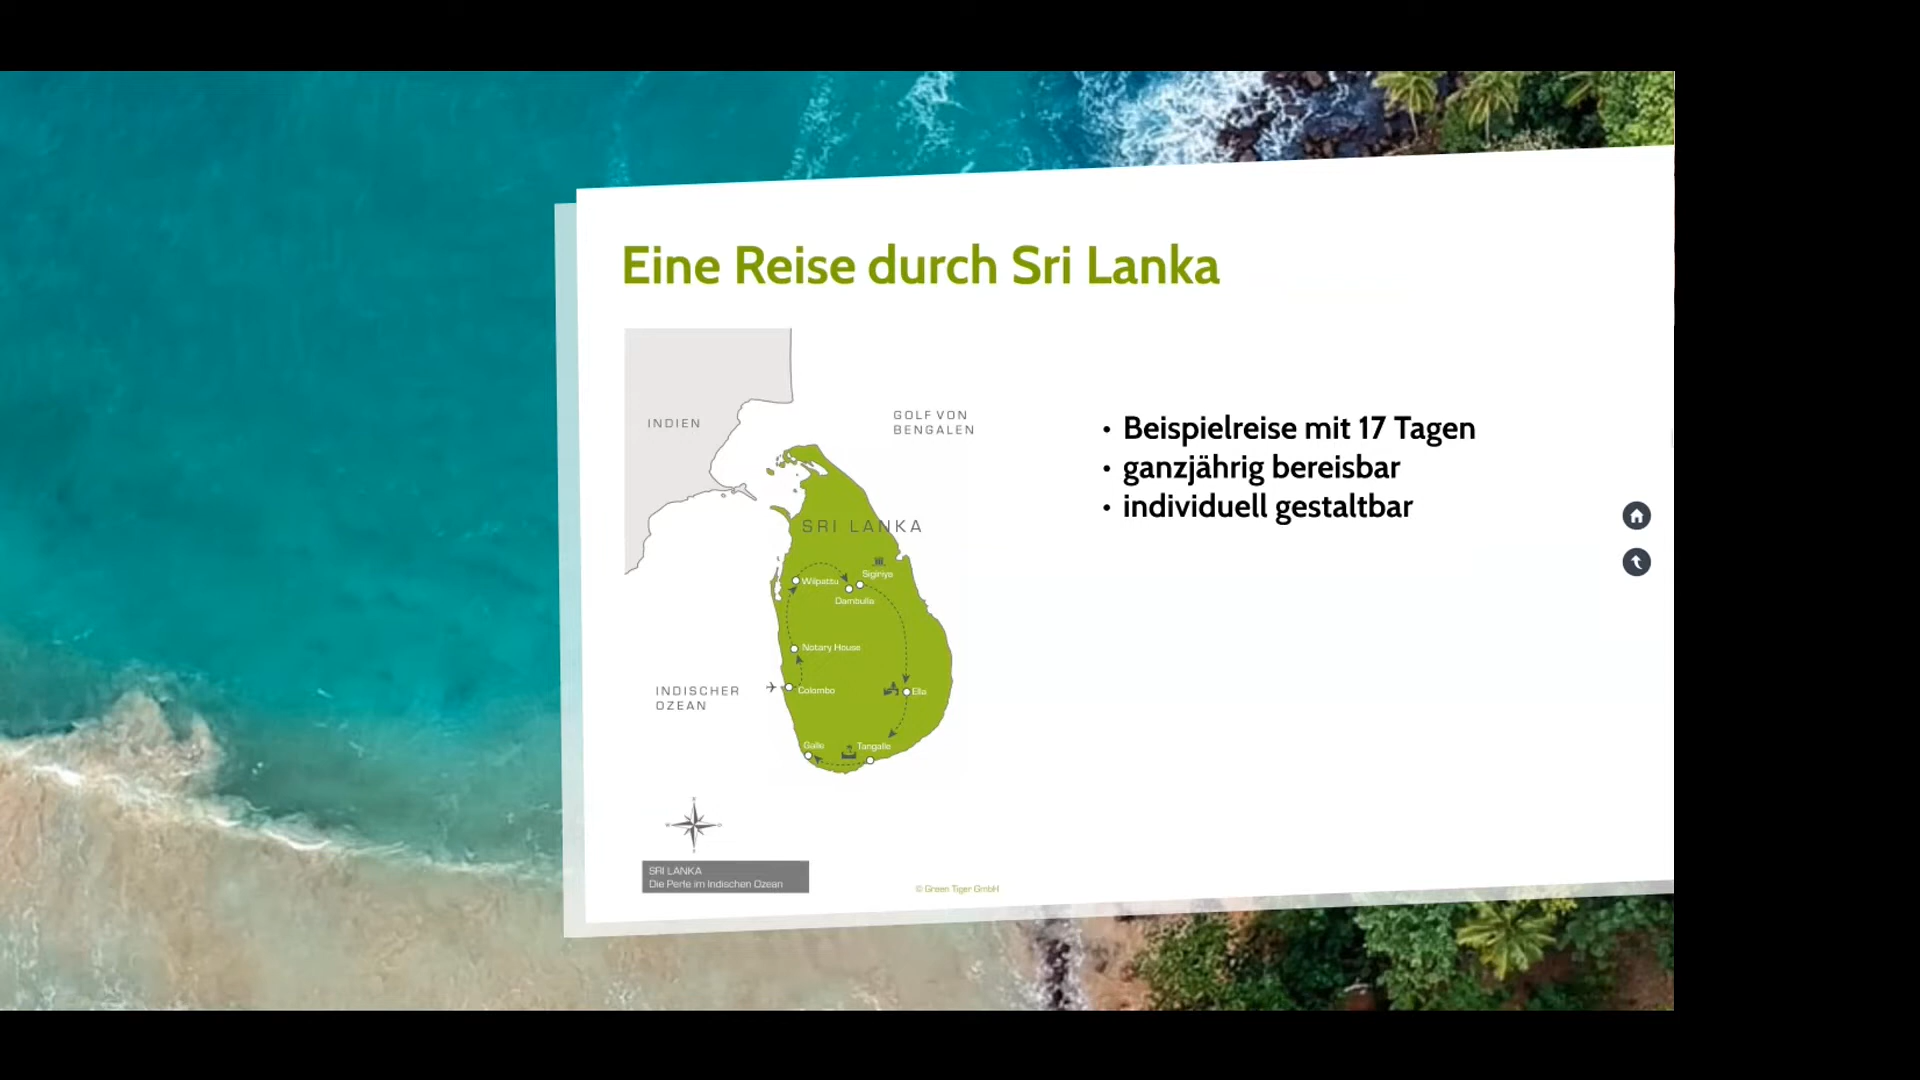 Eine Reise durch Sri Lanka
INDIEN
GOLF VON
BENGALEN
SRI LANKA
Sigiriya
Wilpattu
Dambulla
Notary House
Colombo
Ella
INDISCHER
OZEAN
Galle
Tangalle
SRI LANKA
Die Perle im Indischen Ozean
© Green Tiger GmbH
• Beispielreise mit 17 Tagen
• ganzjährig bereisbar
• individuell gestaltbar